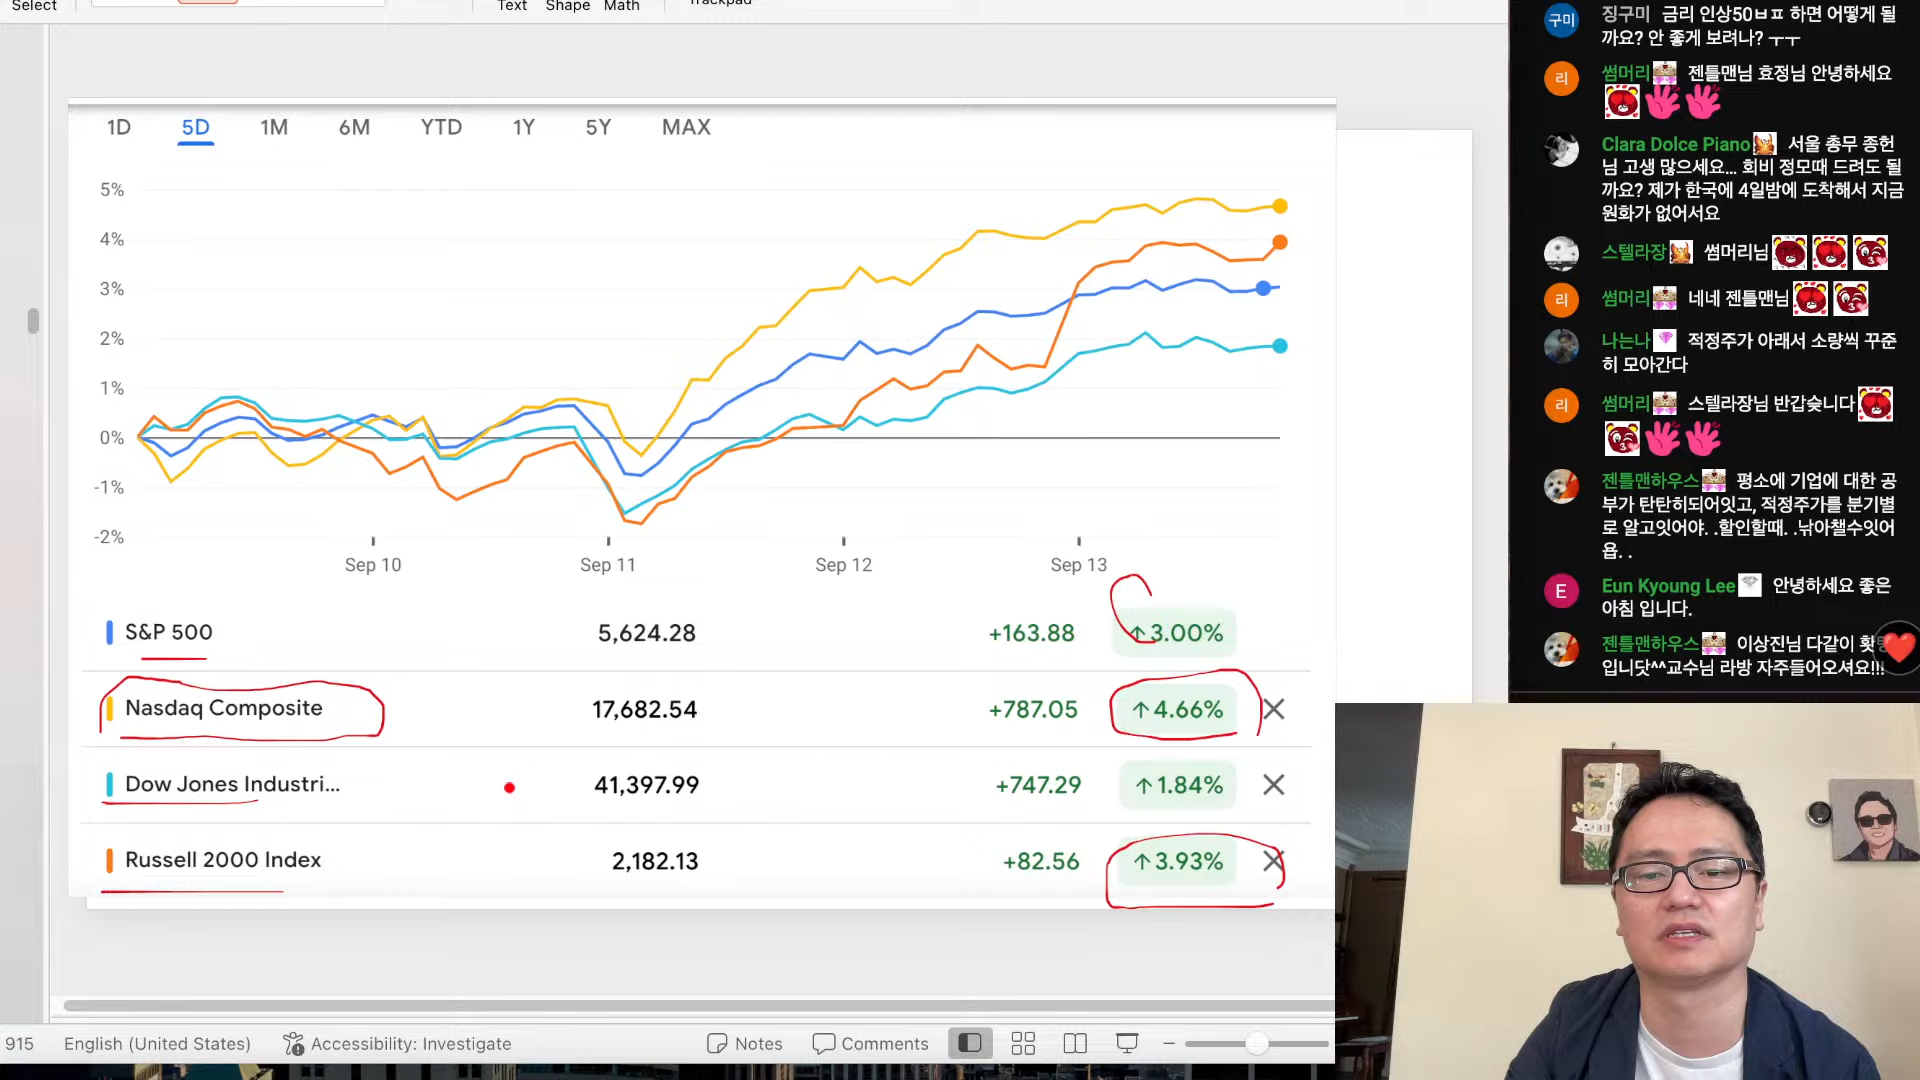 Select
Text Shape Math
1D 5D 1M 6M YTD 1Y 5Y MAX
5%
4%
3%
2%
1%
0%
-1%
-2%
Sep 10 Sep 11 Sep 12 Sep 13
S&P 500 5,624.28 +163.88 ↑3.00%
Nasdaq Composite 17,682.54 +787.05 ↑4.66%
Dow Jones Industri... 41,397.99 +747.29 ↑1.84%
Russell 2000 Index 2,182.13 +82.56 ↑3.93%
915 English (United States) Accessibility: Investigate Notes Comments
구미 징구미 금리 인상50ㅂㅍ 하면 어떻게 될
까요? 안 좋게 보려나? ㅜㅜ
리 썸머리 젠틀맨님 효정님 안녕하세요
Clara Dolce Piano 서울 총무 종헌
님 고생 많으세요... 회비 정모때 드려도 될
까요? 제가 한국에 4일밤에 도착해서 지금
원화가 없어서요
스텔라장 썸머리님
리 썸머리 네네 젠틀맨님
나는나 적정주가 아래서 소량씩 꾸준
히 모아간다
리 썸머리 스텔라장님 반갑슺니다
젠틀맨하우스 평소에 기업에 대한 공
부가 탄탄히되어잇고, 적정주가를 분기별
로 알고잇어야. .할인할때. .낚아챌수잇어
욥. .
E Eun Kyoung Lee 안녕하세요 좋은
아침 입니다.
젠틀맨하우스 이상진님 다같이 홧
입니닷^^교수님 라방 자주들어오셔요!!!